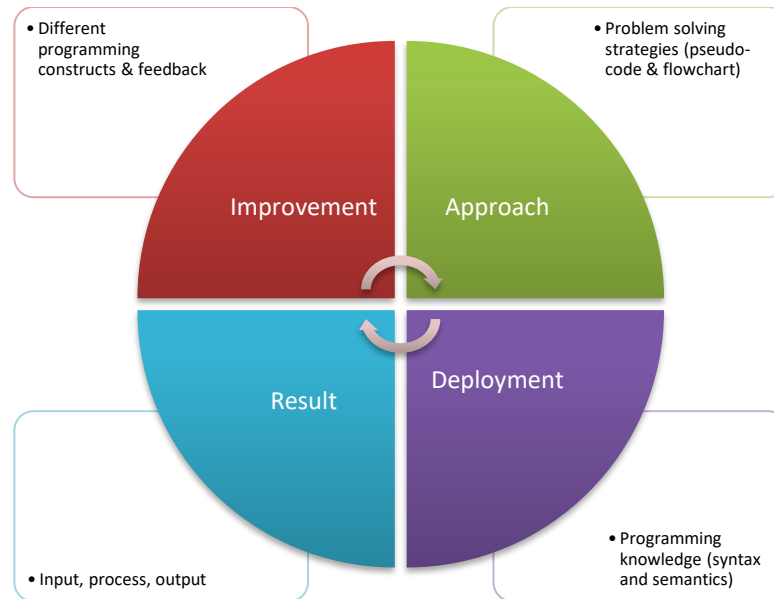 • Different
programming
constructs & feedback
• Problem solving
strategies (pseudo-
code & flowchart)
Improvement
Approach
Result
Deployment
• Input, process, output
• Programming
knowledge (syntax
and semantics)